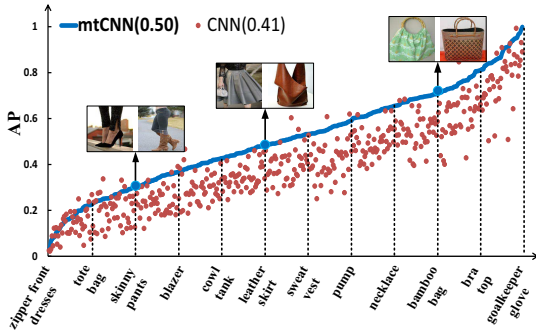 mtCNN(0.50) CNN(0.41)
AP
1
0.8
0.6
0.4
0.2
0
zipper front
dresses
tote
bag
skinny
pants
blazer
cowl
tank
leather
skirt
sweat
vest
pump
necklace
bamboo
bag
bra
top
goalkeeper
glove